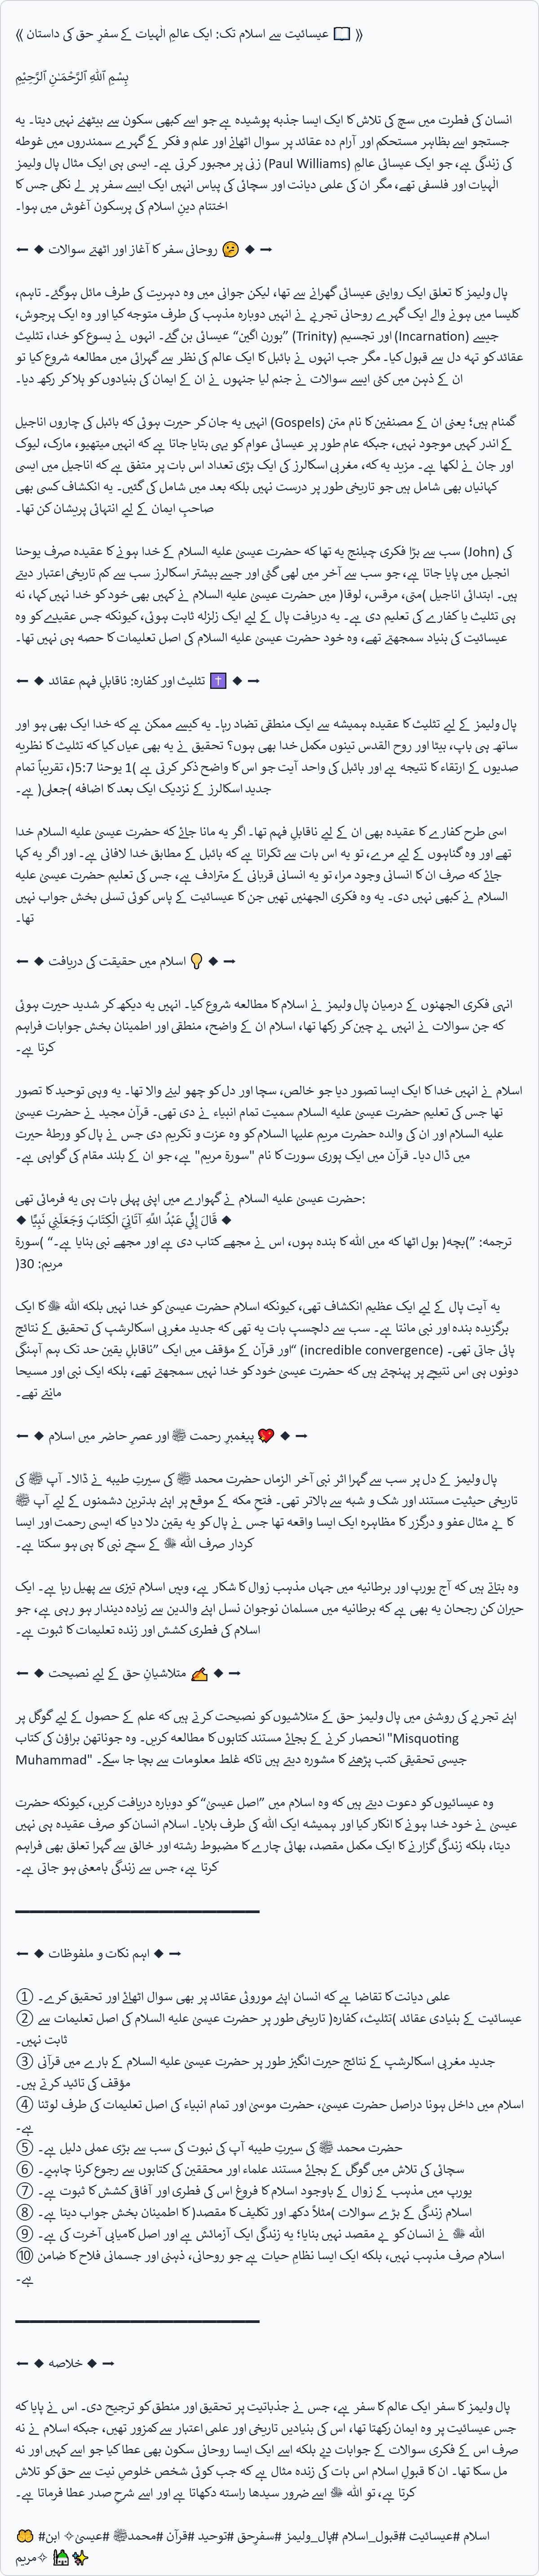 《 📖 عیسائیت سے اسلام تک: ایک عالمِ الٰہیات کے سفرِ حق کی داستان 》
بِسْمِ ٱللَّهِ ٱلرَّحْمَـٰنِ ٱلرَّحِيْمِ
انسان کی فطرت میں سچ کی تلاش کا ایک ایسا جذبہ پوشیدہ ہے جو اسے کبھی سکون سے بیٹھنے نہیں دیتا۔ یہ
جستجو اسے بظاہر مستحکم اور آرام دہ عقائد پر سوال اٹھانے اور علم و فکر کے گہرے سمندروں میں غوطہ
کی زندگی ہے، جو ایک عیسائی عالمِ (Paul Williams) زنی پر مجبور کرتی ہے۔ ایسی ہی ایک مثال پال ولیمز
الٰہیات اور فلسفی تھے، مگر ان کی علمی دیانت اور سچائی کی پیاس انہیں ایک ایسے سفر پر لے نکلی جس کا
اختتام دینِ اسلام کی پرسکون آغوش میں ہوا۔
← ◆ روحانی سفر کا آغاز اور اٹھتے سوالات 🤔 ◆ →
پال ولیمز کا تعلق ایک روایتی عیسائی گھرانے سے تھا، لیکن جوانی میں وہ دہریت کی طرف مائل ہوگئے۔ تاہم،
کلیسا میں ہونے والے ایک گہرے روحانی تجربے نے انہیں دوبارہ مذہب کی طرف متوجہ کیا اور وہ ایک پرجوش،
جیسے (Incarnation) اور تجسیم (Trinity) ”بورن اگین“ عیسائی بن گئے۔ انہوں نے یسوع کو خدا، تثلیث
عقائد کو تہہ دل سے قبول کیا۔ مگر جب انہوں نے بائبل کا ایک عالم کی نظر سے گہرائی میں مطالعہ شروع کیا تو
ان کے ذہن میں کئی ایسے سوالات نے جنم لیا جنہوں نے ان کے ایمان کی بنیادوں کو ہلا کر رکھ دیا۔
گمنام ہیں؛ یعنی ان کے مصنفین کا نام متن (Gospels) انہیں یہ جان کر حیرت ہوئی کہ بائبل کی چاروں اناجیل
کے اندر کہیں موجود نہیں، جبکہ عام طور پر عیسائی عوام کو یہی بتایا جاتا ہے کہ انہیں میتھیو، مارک، لیوک
اور جان نے لکھا ہے۔ مزید یہ کہ، مغربی اسکالرز کی ایک بڑی تعداد اس بات پر متفق ہے کہ اناجیل میں ایسی
کہانیاں بھی شامل ہیں جو تاریخی طور پر درست نہیں بلکہ بعد میں شامل کی گئیں۔ یہ انکشاف کسی بھی
صاحبِ ایمان کے لیے انتہائی پریشان کن تھا۔
کی (John) سب سے بڑا فکری چیلنج یہ تھا کہ حضرت عیسیٰ علیہ السلام کے خدا ہونے کا عقیدہ صرف یوحنا
انجیل میں پایا جاتا ہے، جو سب سے آخر میں لکھی گئی اور جسے بیشتر اسکالرز سب سے کم تاریخی اعتبار دیتے
ہیں۔ ابتدائی اناجیل )متی، مرقس، لوقا( میں حضرت عیسیٰ علیہ السلام نے کہیں بھی خود کو خدا نہیں کہا، نہ
ہی تثلیث یا کفارے کی تعلیم دی ہے۔ یہ دریافت پال کے لیے ایک زلزلہ ثابت ہوئی، کیونکہ جس عقیدے کو وہ
عیسائیت کی بنیاد سمجھتے تھے، وہ خود حضرت عیسیٰ علیہ السلام کی اصل تعلیمات کا حصہ ہی نہیں تھا۔
← ◆ تثلیث اور کفارہ: ناقابلِ فہم عقائد ✝️ ◆ →
پال ولیمز کے لیے تثلیث کا عقیدہ ہمیشہ سے ایک منطقی تضاد رہا۔ یہ کیسے ممکن ہے کہ خدا ایک بھی ہو اور
ساتھ ہی باپ، بیٹا اور روح القدس تینوں مکمل خدا بھی ہوں؟ تحقیق نے یہ بھی عیاں کیا کہ تثلیث کا نظریہ
صدیوں کے ارتقاء کا نتیجہ ہے اور بائبل کی واحد آیت جو اس کا واضح ذکر کرتی ہے )1 یوحنا 5:7(، تقریباً تمام
جدید اسکالرز کے نزدیک ایک بعد کا اضافہ )جعلی( ہے۔
اسی طرح کفارے کا عقیدہ بھی ان کے لیے ناقابلِ فہم تھا۔ اگر یہ مانا جائے کہ حضرت عیسیٰ علیہ السلام خدا
تھے اور وہ گناہوں کے لیے مرے، تو یہ اس بات سے ٹکراتا ہے کہ بائبل کے مطابق خدا لافانی ہے۔ اور اگر یہ کہا
جائے کہ صرف ان کا انسانی وجود مرا، تو یہ انسانی قربانی کے مترادف ہے، جس کی تعلیم حضرت عیسیٰ علیہ
السلام نے کبھی نہیں دی۔ یہ وہ فکری الجھنیں تھیں جن کا عیسائیت کے پاس کوئی تسلی بخش جواب نہیں
تھا۔
← ◆ اسلام میں حقیقت کی دریافت 💡 ◆ →
انہی فکری الجھنوں کے درمیان پال ولیمز نے اسلام کا مطالعہ شروع کیا۔ انہیں یہ دیکھ کر شدید حیرت ہوئی
کہ جن سوالات نے انہیں بے چین کر رکھا تھا، اسلام ان کے واضح، منطقی اور اطمینان بخش جوابات فراہم
کرتا ہے۔
اسلام نے انہیں خدا کا ایک ایسا تصور دیا جو خالص، سچا اور دل کو چھو لینے والا تھا۔ یہ وہی توحید کا تصور
تھا جس کی تعلیم حضرت عیسیٰ علیہ السلام سمیت تمام انبیاء نے دی تھی۔ قرآن مجید نے حضرت عیسیٰ
علیہ السلام اور ان کی والدہ حضرت مریم علیہا السلام کو وہ عزت و تکریم دی جس نے پال کو ورطۂ حیرت
میں ڈال دیا۔ قرآن میں ایک پوری سورت کا نام "سورۃ مریم" ہے، جو ان کے بلند مقام کی گواہی ہے۔
حضرت عیسیٰ علیہ السلام نے گہوارے میں اپنی پہلی بات ہی یہ فرمائی تھی:
◆ قَالَ إِنِّي عَبْدُ اللَّهِ آتَانِيَ الْكِتَابَ وَجَعَلَنِي نَبِيًّا ◆
ترجمہ: ”)بچہ( بول اٹھا کہ میں اللہ کا بندہ ہوں، اس نے مجھے کتاب دی ہے اور مجھے نبی بنایا ہے۔“ )سورۃ
مریم: 30(
یہ آیت پال کے لیے ایک عظیم انکشاف تھی، کیونکہ اسلام حضرت عیسیٰ کو خدا نہیں بلکہ اللہ ﷻ کا ایک
برگزیدہ بندہ اور نبی مانتا ہے۔ سب سے دلچسپ بات یہ تھی کہ جدید مغربی اسکالرشپ کی تحقیق کے نتائج
پائی جاتی تھی۔ (incredible convergence) “اور قرآن کے مؤقف میں ایک ”ناقابلِ یقین حد تک ہم آہنگی
دونوں ہی اس نتیجے پر پہنچتے ہیں کہ حضرت عیسیٰ خود کو خدا نہیں سمجھتے تھے، بلکہ ایک نبی اور مسیحا
مانتے تھے۔
← ◆ پیغمبرِ رحمت ﷺ اور عصرِ حاضر میں اسلام 💖 ◆ →
پال ولیمز کے دل پر سب سے گہرا اثر نبی آخر الزماں حضرت محمد ﷺ کی سیرتِ طیبہ نے ڈالا۔ آپ ﷺ کی
تاریخی حیثیت مستند اور شک و شبہ سے بالاتر تھی۔ فتح مکہ کے موقع پر اپنے بدترین دشمنوں کے لیے آپ ﷺ
کا بے مثال عفو و درگزر کا مظاہرہ ایک ایسا واقعہ تھا جس نے پال کو یہ یقین دلا دیا کہ ایسی رحمت اور ایسا
کردار صرف اللہ ﷻ کے سچے نبی کا ہی ہو سکتا ہے۔
وہ بتاتے ہیں کہ آج یورپ اور برطانیہ میں جہاں مذہب زوال کا شکار ہے، وہیں اسلام تیزی سے پھیل رہا ہے۔ ایک
حیران کن رجحان یہ بھی ہے کہ برطانیہ میں مسلمان نوجوان نسل اپنے والدین سے زیادہ دیندار ہو رہی ہے، جو
اسلام کی فطری کشش اور زندہ تعلیمات کا ثبوت ہے۔
← ◆ متلاشیانِ حق کے لیے نصیحت ✍️ ◆ →
اپنے تجربے کی روشنی میں پال ولیمز حق کے متلاشیوں کو نصیحت کرتے ہیں کہ علم کے حصول کے لیے گوگل پر
انحصار کرنے کے بجائے مستند کتابوں کا مطالعہ کریں۔ وہ جوناتھن براؤن کی کتاب "Misquoting
Muhammad" جیسی تحقیقی کتب پڑھنے کا مشورہ دیتے ہیں تاکہ غلط معلومات سے بچا جا سکے۔
وہ عیسائیوں کو دعوت دیتے ہیں کہ وہ اسلام میں ”اصل عیسیٰ“ کو دوبارہ دریافت کریں، کیونکہ حضرت
عیسیٰ نے خود خدا ہونے کا انکار کیا اور ہمیشہ ایک اللہ کی طرف بلایا۔ اسلام انسان کو صرف عقیدہ ہی نہیں
دیتا، بلکہ زندگی گزارنے کا ایک مکمل مقصد، بھائی چارے کا مضبوط رشتہ اور خالق سے گہرا تعلق بھی فراہم
کرتا ہے، جس سے زندگی بامعنی ہو جاتی ہے۔
← ◆ اہم نکات و ملفوظات ◆ →
① علمی دیانت کا تقاضا ہے کہ انسان اپنے موروثی عقائد پر بھی سوال اٹھائے اور تحقیق کرے۔
② عیسائیت کے بنیادی عقائد )تثلیث، کفارہ( تاریخی طور پر حضرت عیسیٰ علیہ السلام کی اصل تعلیمات سے
ثابت نہیں۔
③ جدید مغربی اسکالرشپ کے نتائج حیرت انگیز طور پر حضرت عیسیٰ علیہ السلام کے بارے میں قرآنی
مؤقف کی تائید کرتے ہیں۔
④ اسلام میں داخل ہونا دراصل حضرت عیسیٰ، حضرت موسیٰ اور تمام انبیاء کی اصل تعلیمات کی طرف لوٹنا
ہے۔
⑤ حضرت محمد ﷺ کی سیرتِ طیبہ آپ کی نبوت کی سب سے بڑی عملی دلیل ہے۔
⑥ سچائی کی تلاش میں گوگل کے بجائے مستند علماء اور محققین کی کتابوں سے رجوع کرنا چاہیے۔
⑦ یورپ میں مذہب کے زوال کے باوجود اسلام کا فروغ اس کی فطری اور آفاقی کشش کا ثبوت ہے۔
⑧ اسلام زندگی کے بڑے سوالات )مثلاً دکھ اور تکلیف کا مقصد( کا اطمینان بخش جواب دیتا ہے۔
⑨ اللہ ﷻ نے انسان کو بے مقصد نہیں بنایا؛ یہ زندگی ایک آزمائش ہے اور اصل کامیابی آخرت کی ہے۔
⑩ اسلام صرف مذہب نہیں، بلکہ ایک ایسا نظامِ حیات ہے جو روحانی، ذہنی اور جسمانی فلاح کا ضامن
ہے۔
← ◆ خلاصہ ◆ →
پال ولیمز کا سفر ایک عالم کا سفر ہے، جس نے جذباتیت پر تحقیق اور منطق کو ترجیح دی۔ اس نے پایا کہ
جس عیسائیت پر وہ ایمان رکھتا تھا، اس کی بنیادیں تاریخی اور علمی اعتبار سے کمزور تھیں، جبکہ اسلام نے نہ
صرف اس کے فکری سوالات کے جوابات دیے بلکہ اسے ایک ایسا روحانی سکون بھی عطا کیا جو اسے کہیں اور نہ
مل سکا تھا۔ ان کا قبولِ اسلام اس بات کی زندہ مثال ہے کہ جب کوئی شخص خلوصِ نیت سے حق کو تلاش
کرتا ہے، تو اللہ ﷻ اسے ضرور سیدھا راستہ دکھاتا ہے اور اسے شرحِ صدر عطا فرماتا ہے۔
🤲 #اسلام #عیسائیت #قبول_اسلام #پال_ولیمز #سفرِحق #توحید #قرآن #محمدﷺ #عیسیٰ✧ ابن
مریم✧ 🕌✨